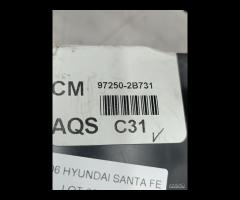 CM 97250-2B731
AQS C31
06 HYUNDAI SANTA FE